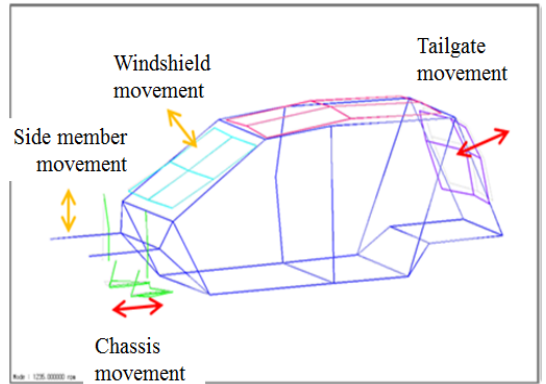 Tailgate
movement
Windshield
movement
Side member
movement
Chassis
movement